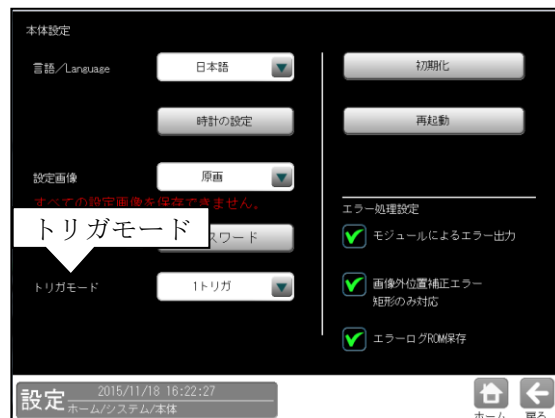 本体設定
言語/Language
日本語
時計の設定
設定画像
原画
すべての設定画像を保存できません。
トリガモード
スワード
トリガモード
1トリガ
初期化
再起動
エラー処理設定
モジュールによるエラー出力
画像外位置補正エラー
矩形のみ対応
エラーログROM保存
設定
2015/11/18 16:22:27
ホーム/システム/本体
ホーム
戻る